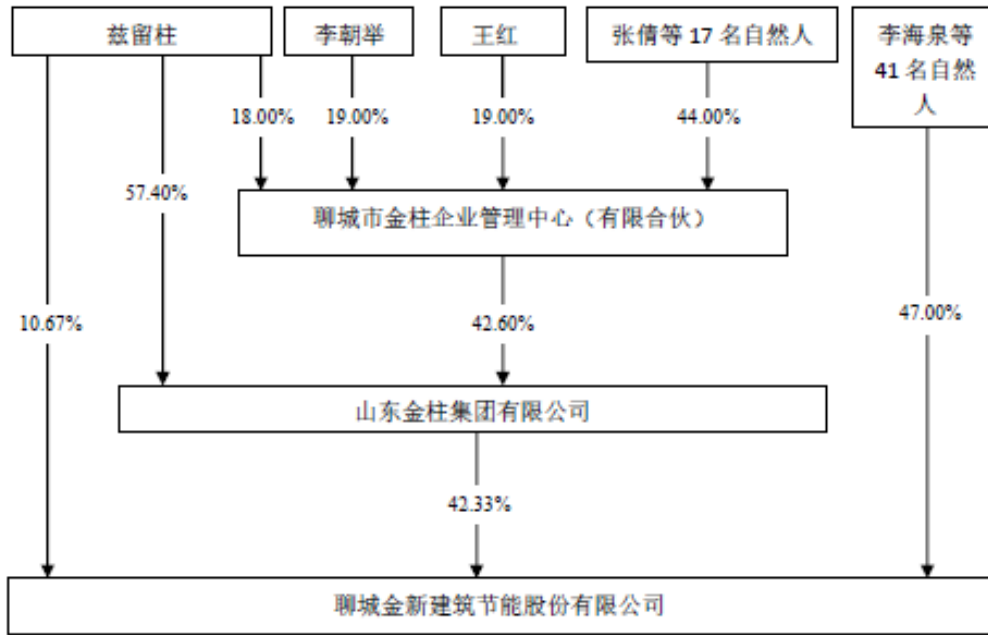 兹留柱
李朝举
王红
张倩等 17 名自然人
李海泉等
41 名自然
人
18.00%
19.00%
19.00%
44.00%
57.40%
聊城市金柱企业管理中心（有限合伙）
10.67%
42.60%
47.00%
山东金柱集团有限公司
42.33%
聊城金新建筑节能股份有限公司